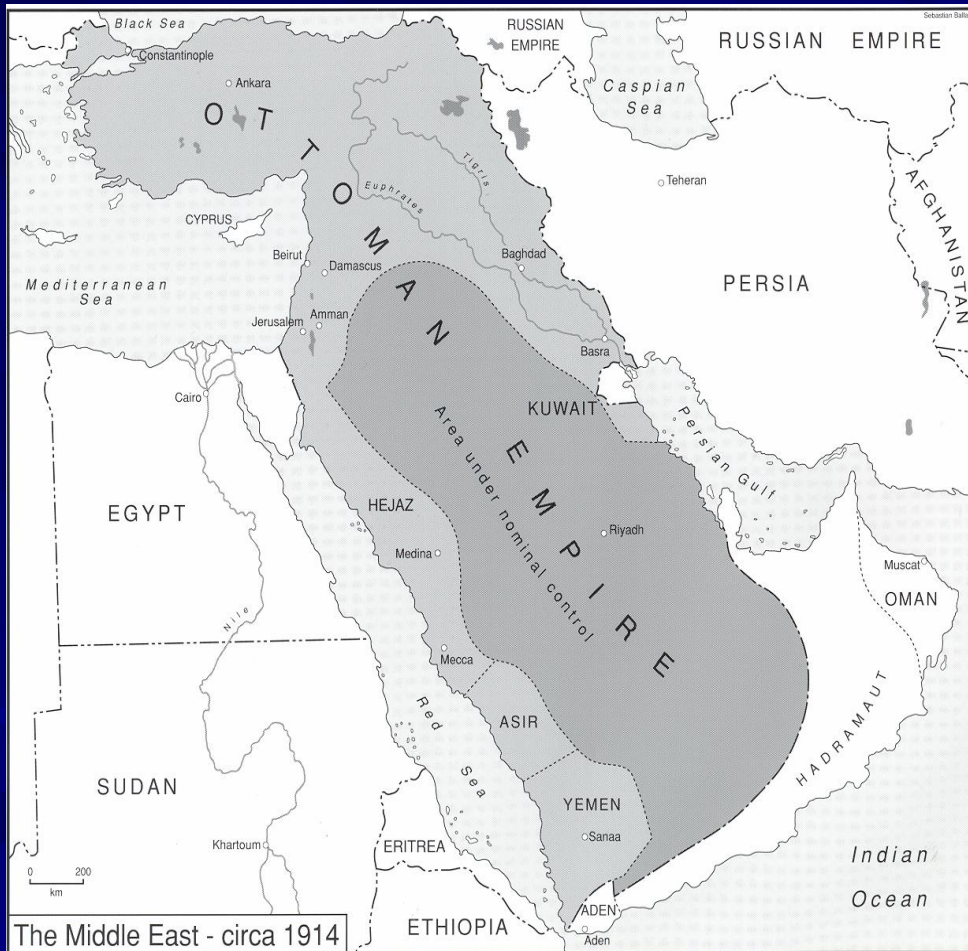 Black Sea
Constantinople
Ankara
RUSSIAN
EMPIRE
RUSSIAN EMPIRE
Caspian
Sea
Teheran
AFGHANISTAN
PERSIA
OTTOMAN EMPIRE
Area under nominal control
Tigris
Euphrates
CYPRUS
Beirut
Damascus
Baghdad
Mediterranean
Sea
Amman
Jerusalem
Basra
Cairo
KUWAIT
Persian Gulf
EGYPT
HEJAZ
Medina
Riyadh
Muscat
OMAN
Nile
Mecca
Red Sea
ASIR
HADRAMAUT
SUDAN
YEMEN
Sanaa
Khartoum
ERITREA
Indian
Ocean
0 200
km
ADEN
Aden
ETHIOPIA
The Middle East - circa 1914
Sebastian